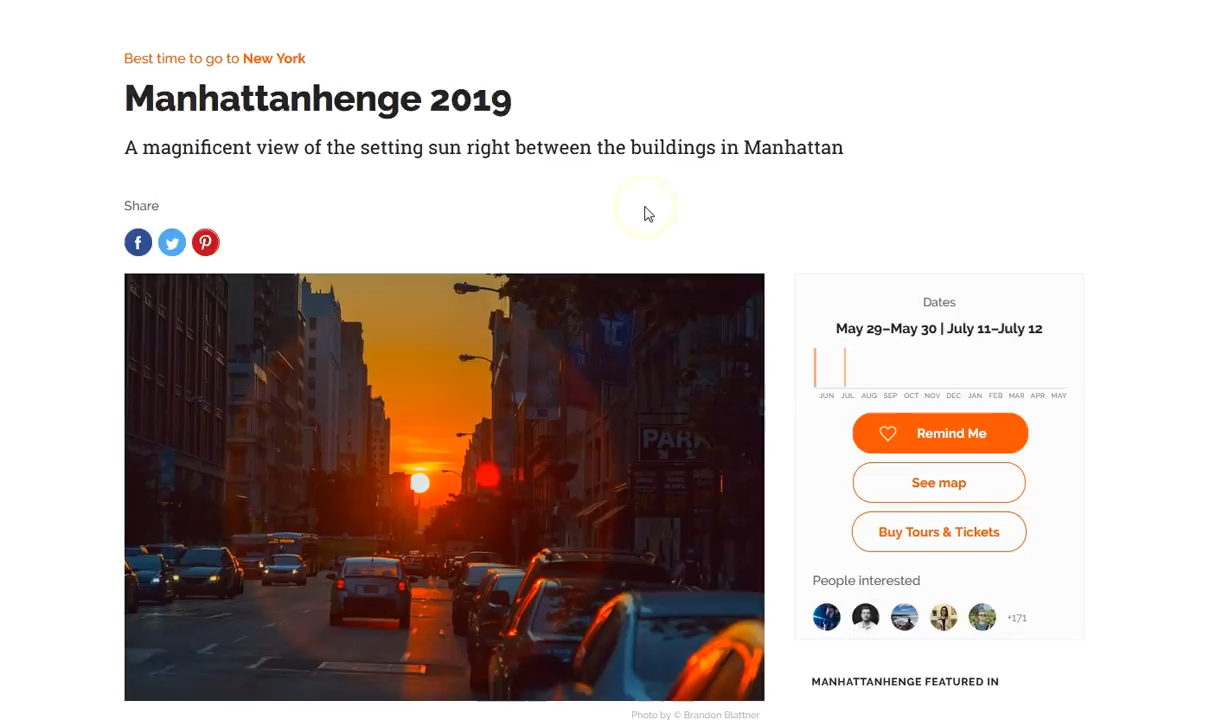 Best time to go to New York
Manhattanhenge 2019
A magnificent view of the setting sun right between the buildings in Manhattan
Share
PARK
Photo by © Brandon Blattner
Dates
May 29–May 30 | July 11–July 12
JUN JUL AUG SEP OCT NOV DEC JAN FEB MAR APR MAY
Remind Me
See map
Buy Tours & Tickets
People interested
+171
MANHATTANHENGE FEATURED IN